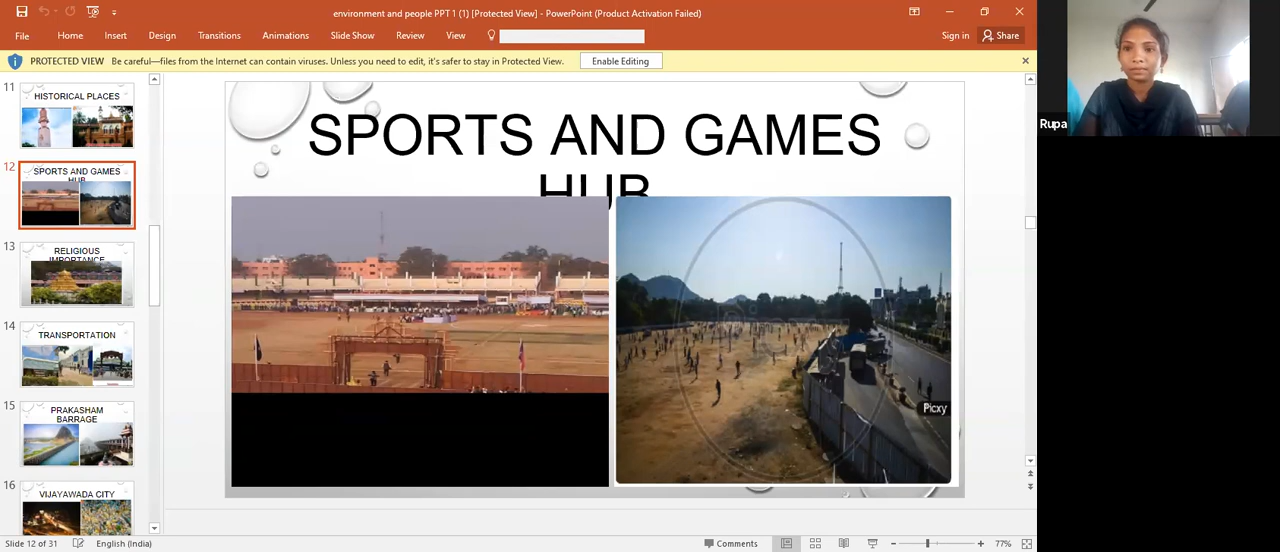 environment and people PPT 1 (1) [Protected View] - PowerPoint (Product Activation Failed)
File Home Insert Design Transitions Animations Slide Show Review View Sign in Share
PROTECTED VIEW Be careful—files from the Internet can contain viruses. Unless you need to edit, it's safer to stay in Protected View. Enable Editing
11
HISTORICAL PLACES
12
SPORTS AND GAMES
HUB
13
RELIGIOUS
IMPORTANCE
14
TRANSPORTATION
15
PRAKASHAM
BARRAGE
16
VIJAYAWADA CITY
SPORTS AND GAMES
HUB
Picxy
Rupa
Slide 12 of 31 English (India) Comments 77%